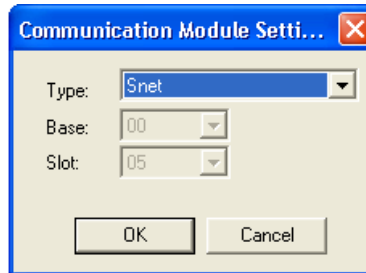 Communication Module Setti...
Type: Snet
Base: 00
Slot: 05
OK Cancel